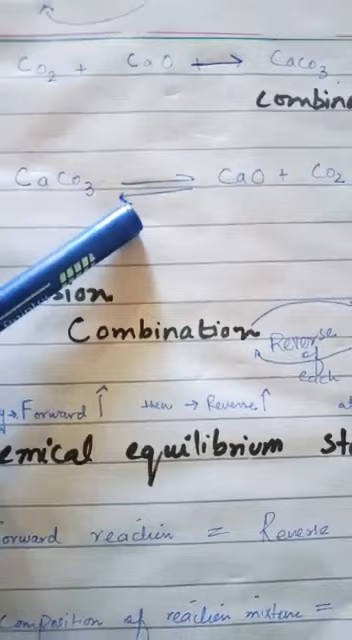 CO2 + CaO → CaCO3
Combin
CaCO3 ⇌ CaO + CO2
sion
Combination
Reverse
of
each
y → Forward ↑ then → Reverse ↑ a
emical equilibrium st
orward reaction = Reverse
Composition of reaction mixture =